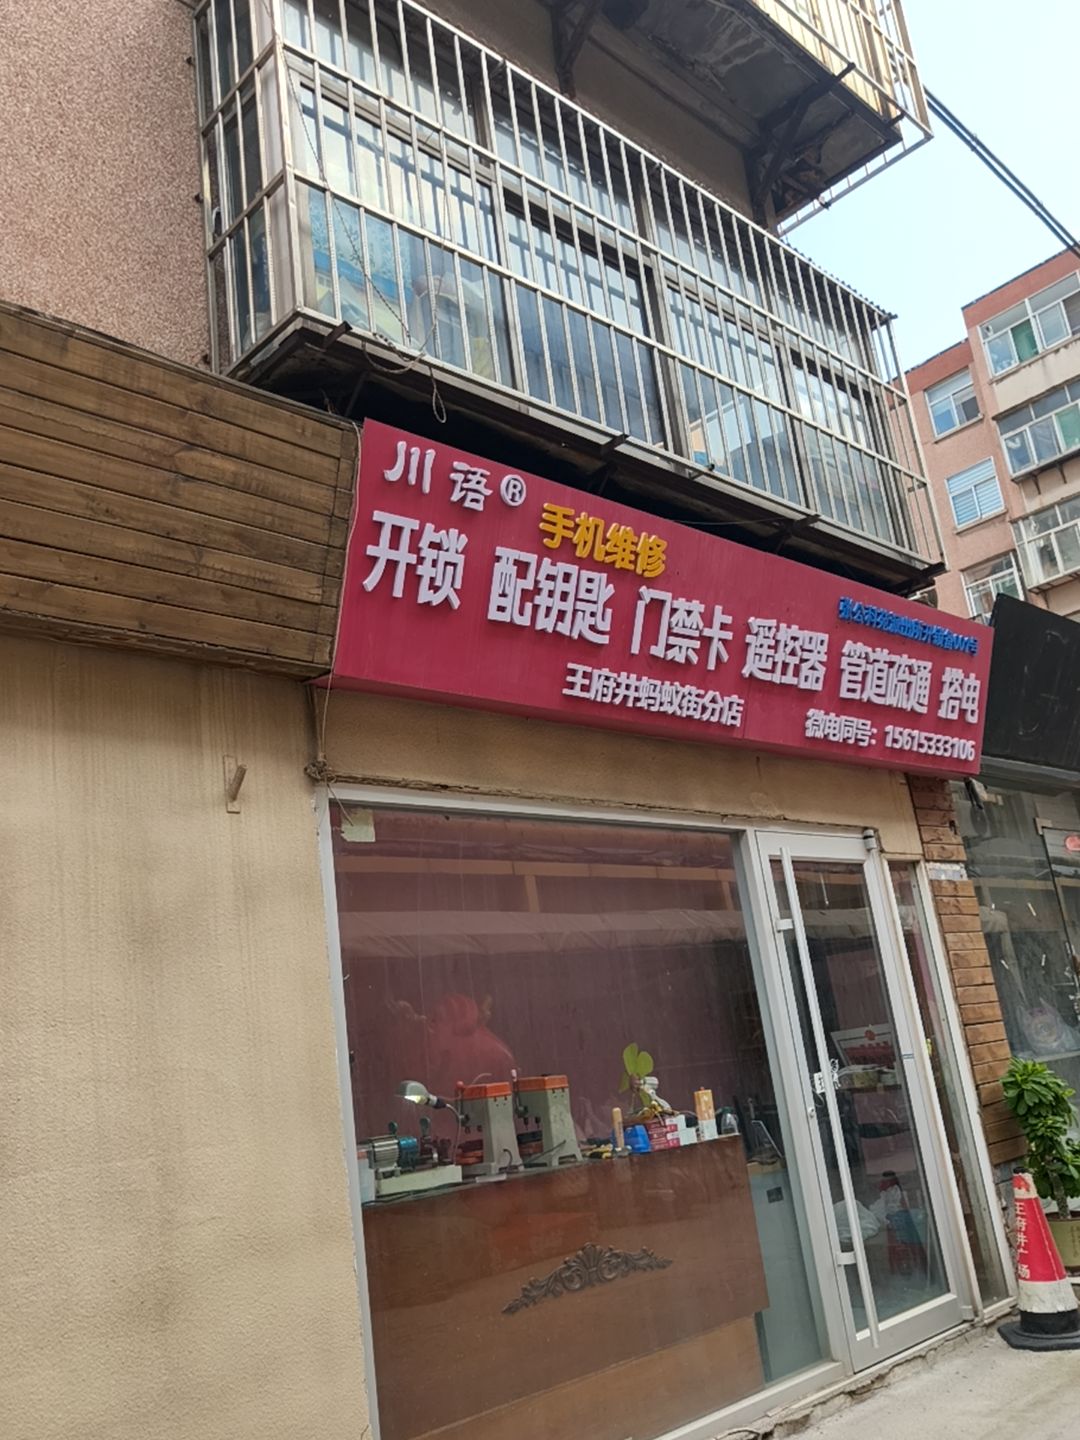 川语®
手机维修
开锁 配钥匙 门禁卡 遥控器 管道疏通 搭电
王府井蚂蚁街分店
微电同号：15615333106
王府井广场